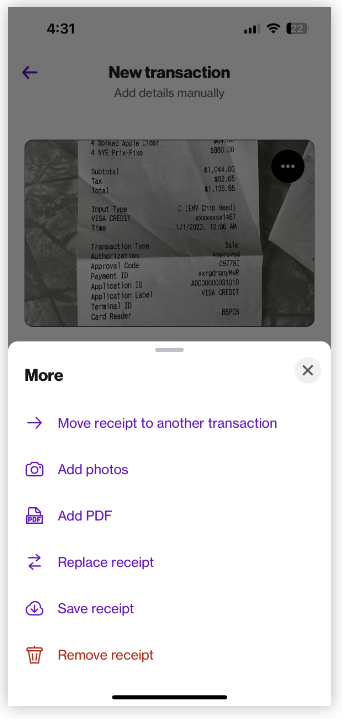 4:31
22
New transaction
Add details manually
4 Spiked Apple Cider
4 NYE Prix-Fixe $880.00
Subtotal $1,044.00
Tax $92.65
Total $1,136.65
Input Type C (EMV Chip Read)
VISA CREDIT xxxxxxxx1467
Time 1/1/2023, 12:06 AM
Transaction Type Sale
Authorization Approved
Approval Code
Payment ID
Application ID
Application Label VISA CREDIT
Terminal ID
Card Reader BBPOS
More
Move receipt to another transaction
Add photos
PDF Add PDF
Replace receipt
Save receipt
Remove receipt